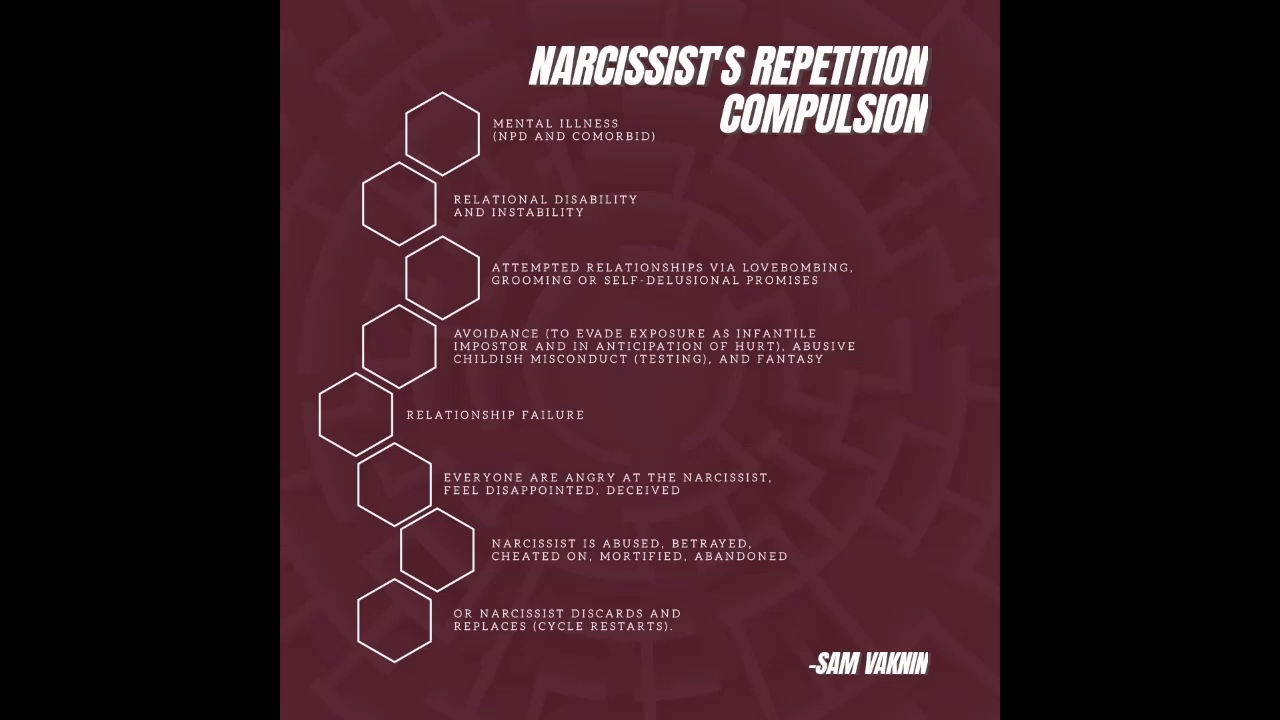 NARCISSIST'S REPETITION
COMPULSION
MENTAL ILLNESS
(NPD AND COMORBID)
RELATIONAL DISABILITY
AND INSTABILITY
ATTEMPTED RELATIONSHIPS VIA LOVEBOMBING,
GROOMING OR SELF-DELUSIONAL PROMISES
AVOIDANCE (TO EVADE EXPOSURE AS INFANTILE
IMPOSTOR AND IN ANTICIPATION OF HURT), ABUSIVE
CHILDISH MISCONDUCT (TESTING), AND FANTASY
RELATIONSHIP FAILURE
EVERYONE ARE ANGRY AT THE NARCISSIST,
FEEL DISAPPOINTED, DECEIVED
NARCISSIST IS ABUSED, BETRAYED,
CHEATED ON, MORTIFIED, ABANDONED
OR NARCISSIST DISCARDS AND
REPLACES (CYCLE RESTARTS).
-SAM VAKNIN